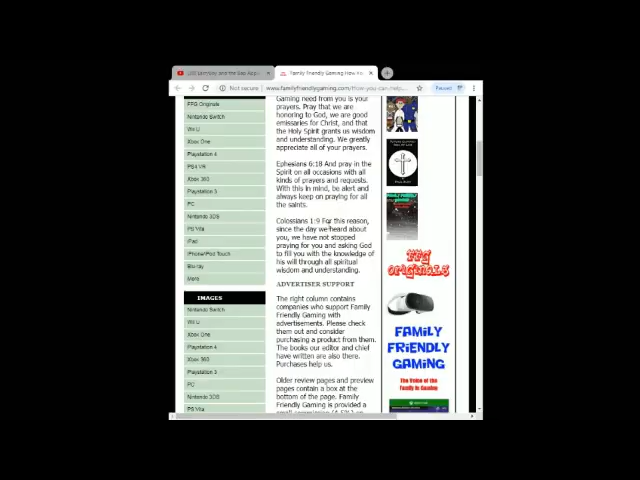 Family Friendly Gaming How
Not secure
www.familyfriendlygaming.com/How-you-can-help
Paused
FFG Originals
Nintendo Switch
Wii U
Xbox One
Playstation 4
PS4 VR
Xbox 360
Playstation 3
PC
Nintendo 3DS
PS Vita
iPad
iPhone/iPod Touch
Blu-ray
More
IMAGES
Nintendo Switch
Wii U
Xbox One
Playstation 4
Xbox 360
Playstation 3
PC
Nintendo 3DS
PS Vita
Gaming need from you is your
prayers. Pray that we are
honoring to God, we are good
emissaries for Christ, and that
the Holy Spirit grants us wisdom
and understanding. We greatly
appreciate all of your prayers.
Ephesians 6:18 And pray in the
Spirit on all occasions with all
kinds of prayers and requests.
With this in mind, be alert and
always keep on praying for all
the saints.
Colossians 1:9 For this reason,
since the day we heard about
you, we have not stopped
praying for you and asking God
to fill you with the knowledge of
his will through all spiritual
wisdom and understanding.
ADVERTISER SUPPORT
The right column contains
companies who support Family
Friendly Gaming with
advertisements. Please check
them out and consider
purchasing a product from them.
The books our editor and chief
have written are also there.
Purchases help us.
Older review pages and preview
pages contain a box at the
bottom of the page. Family
Friendly Gaming is provided a
FFG
ORIGINALS
FAMILY
FRIENDLY
GAMING
The Voice of the
Family in Gaming